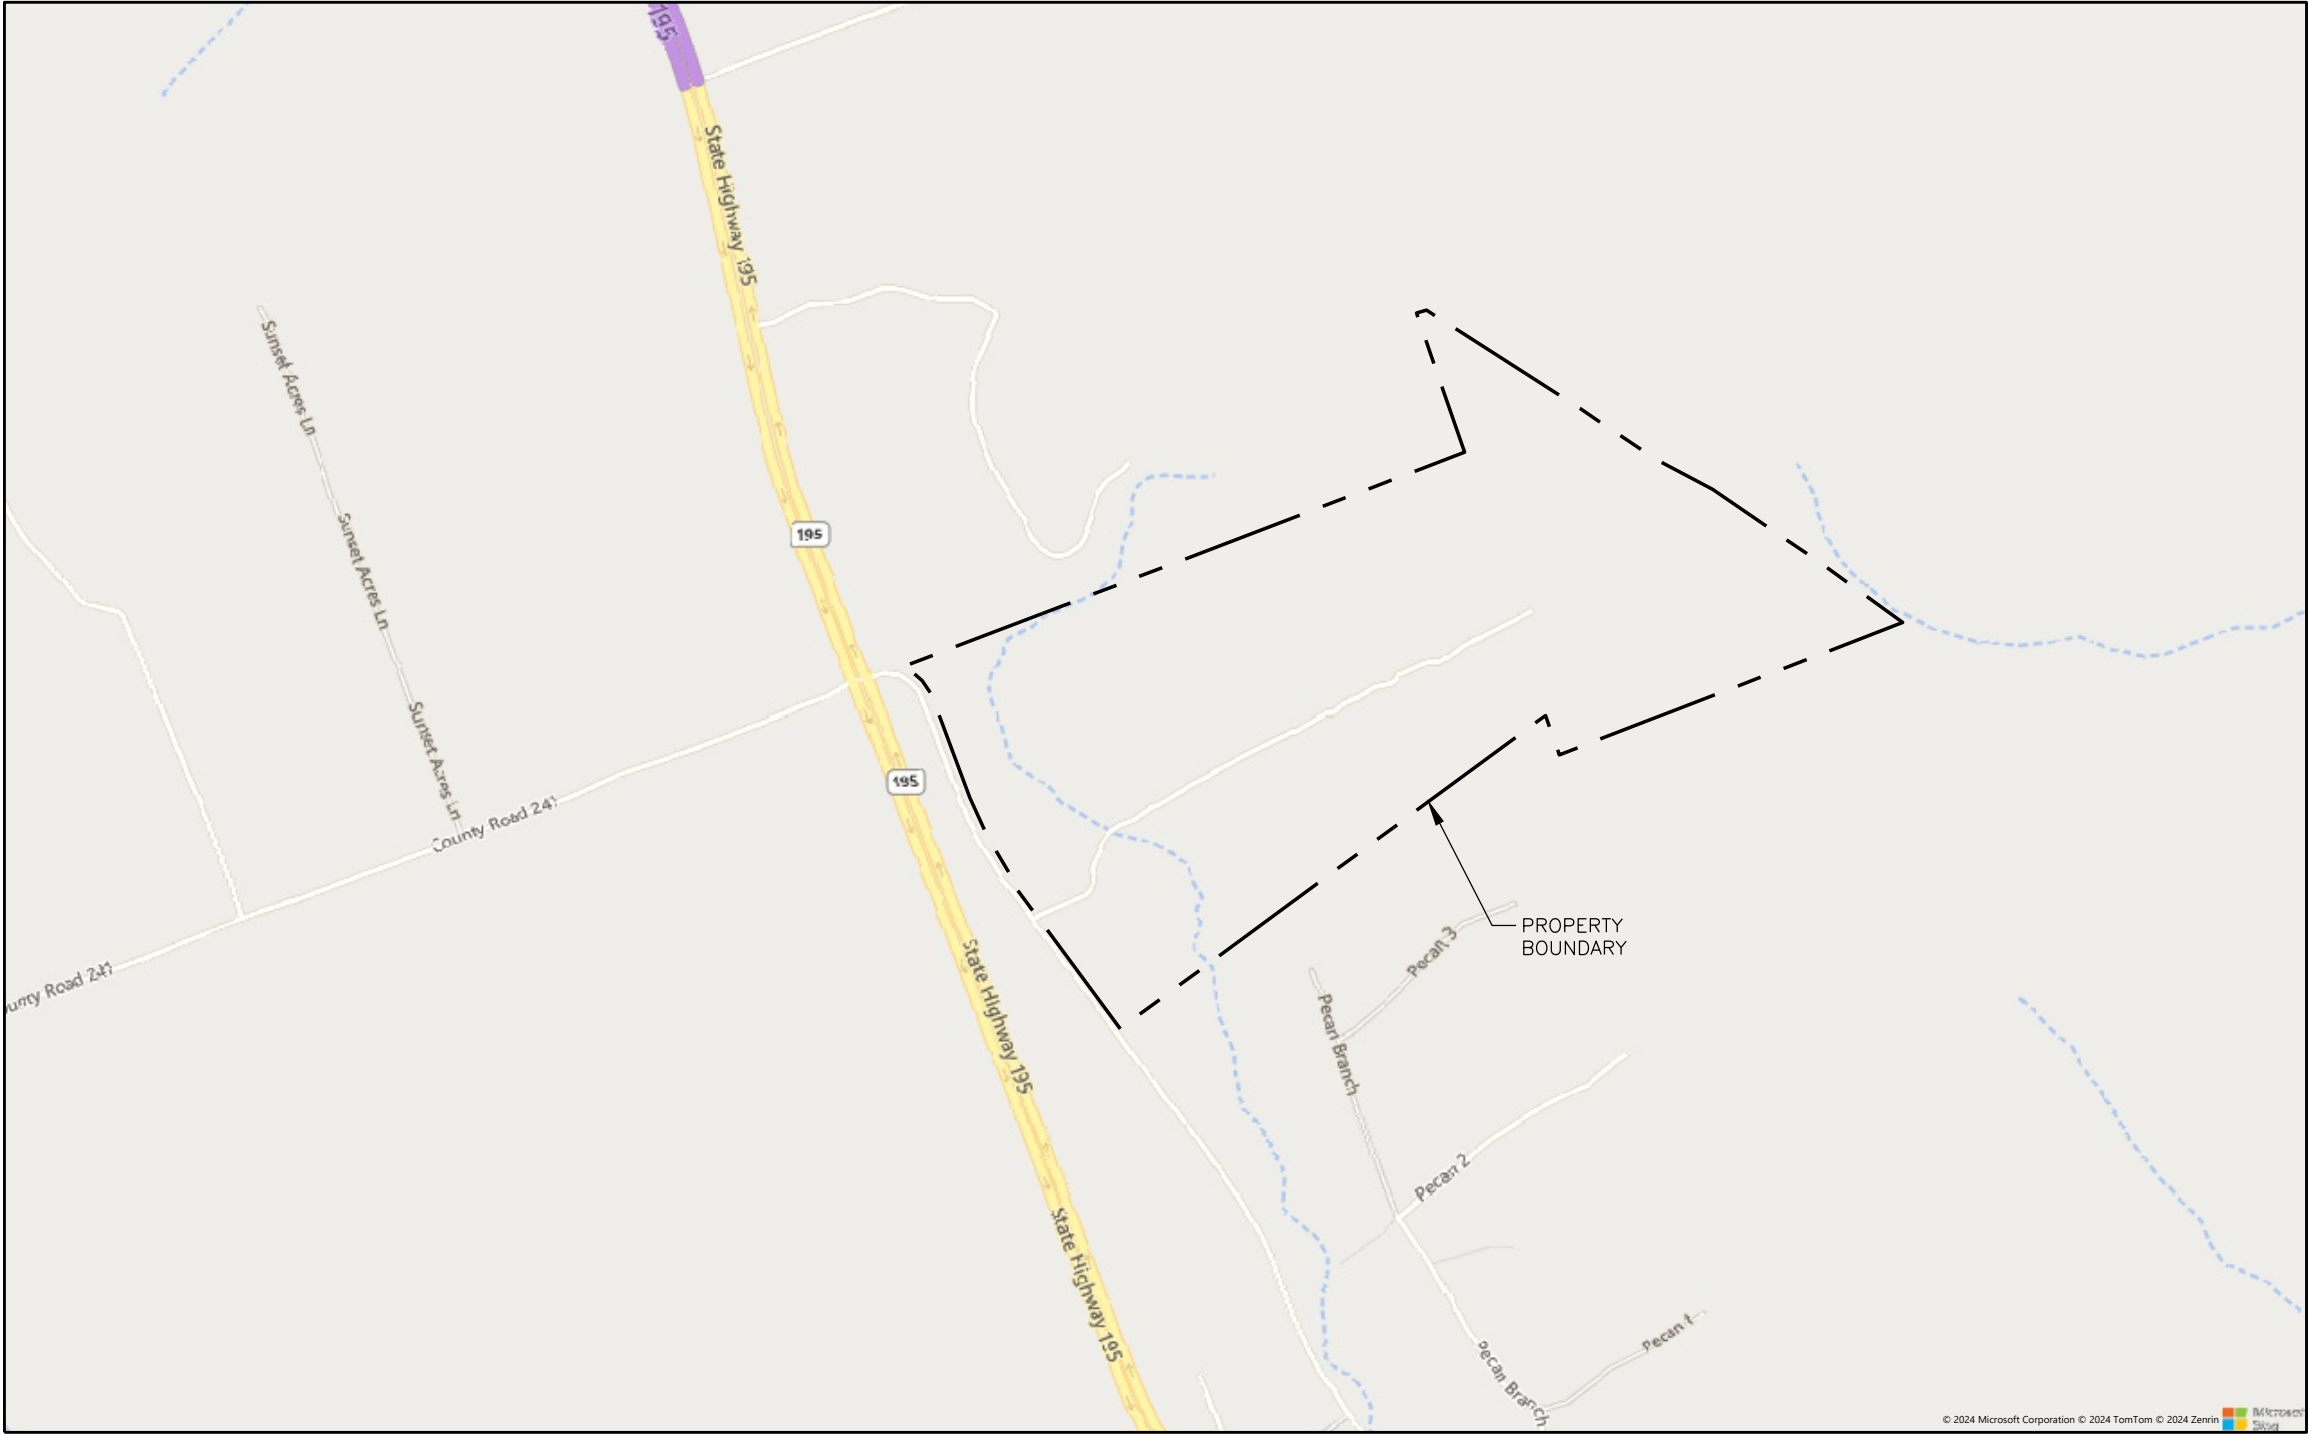 195
State Highway 195
Sunset Acres Ln
Sunset Acres Ln
195
Sunset Acres Ln
195
County Road 241
County Road 241
PROPERTY
BOUNDARY
Pecan 3
State Highway 195
Pecan Branch
Pecan 2
State Highway 195
Pecan 1
Pecan Branch
© 2024 Microsoft Corporation © 2024 TomTom © 2024 Zenrin
Microsoft
Bing